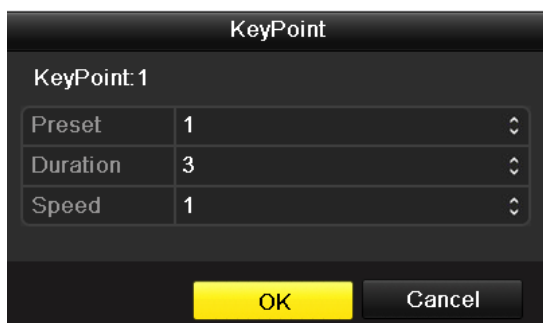 KeyPoint
KeyPoint:1
Preset 1
Duration 3
Speed 1
OK Cancel